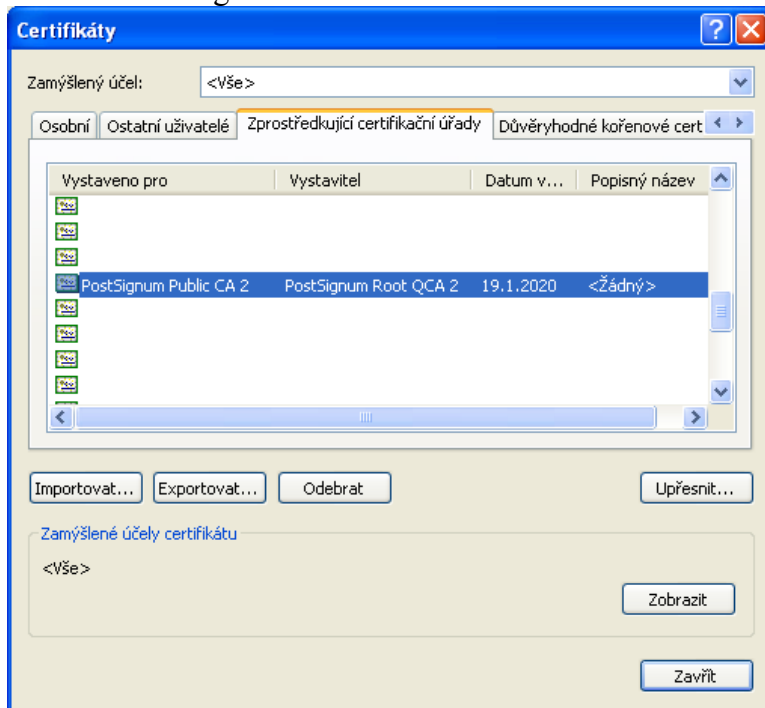 Certifikáty
Zamýšlený účel: <Vše>
Osobní Ostatní uživatelé Zprostředkující certifikační úřady Důvěryhodné kořenové cert
Vystaveno pro Vystavitel Datum v... Popisný název
PostSignum Public CA 2 PostSignum Root QCA 2 19.1.2020 <Žádný>
Importovat... Exportovat... Odebrat Upřesnit...
Zamýšlené účely certifikátu
<Vše>
Zobrazit
Zavřít